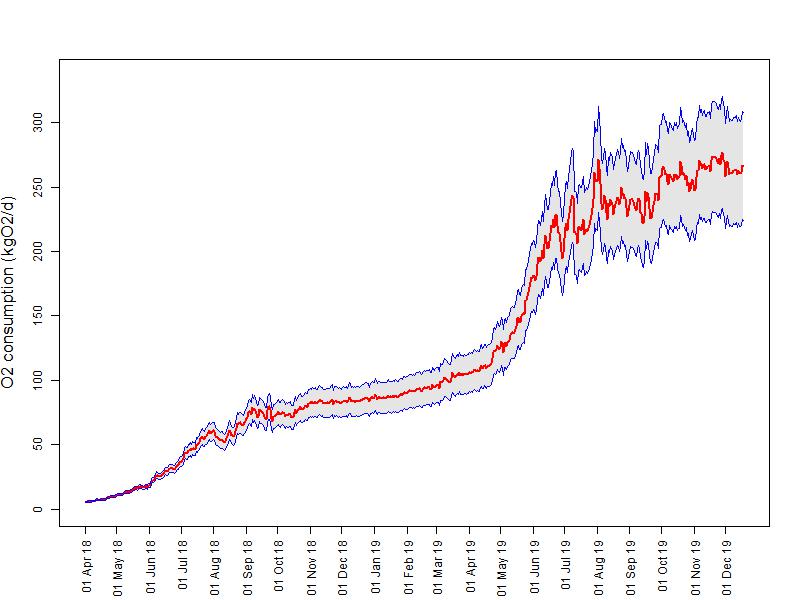 O2 consumption (kgO2/d)
300
250
200
150
100
50
0
01 Apr 18
01 May 18
01 Jun 18
01 Jul 18
01 Aug 18
01 Sep 18
01 Oct 18
01 Nov 18
01 Dec 18
01 Jan 19
01 Feb 19
01 Mar 19
01 Apr 19
01 May 19
01 Jun 19
01 Jul 19
01 Aug 19
01 Sep 19
01 Oct 19
01 Nov 19
01 Dec 19